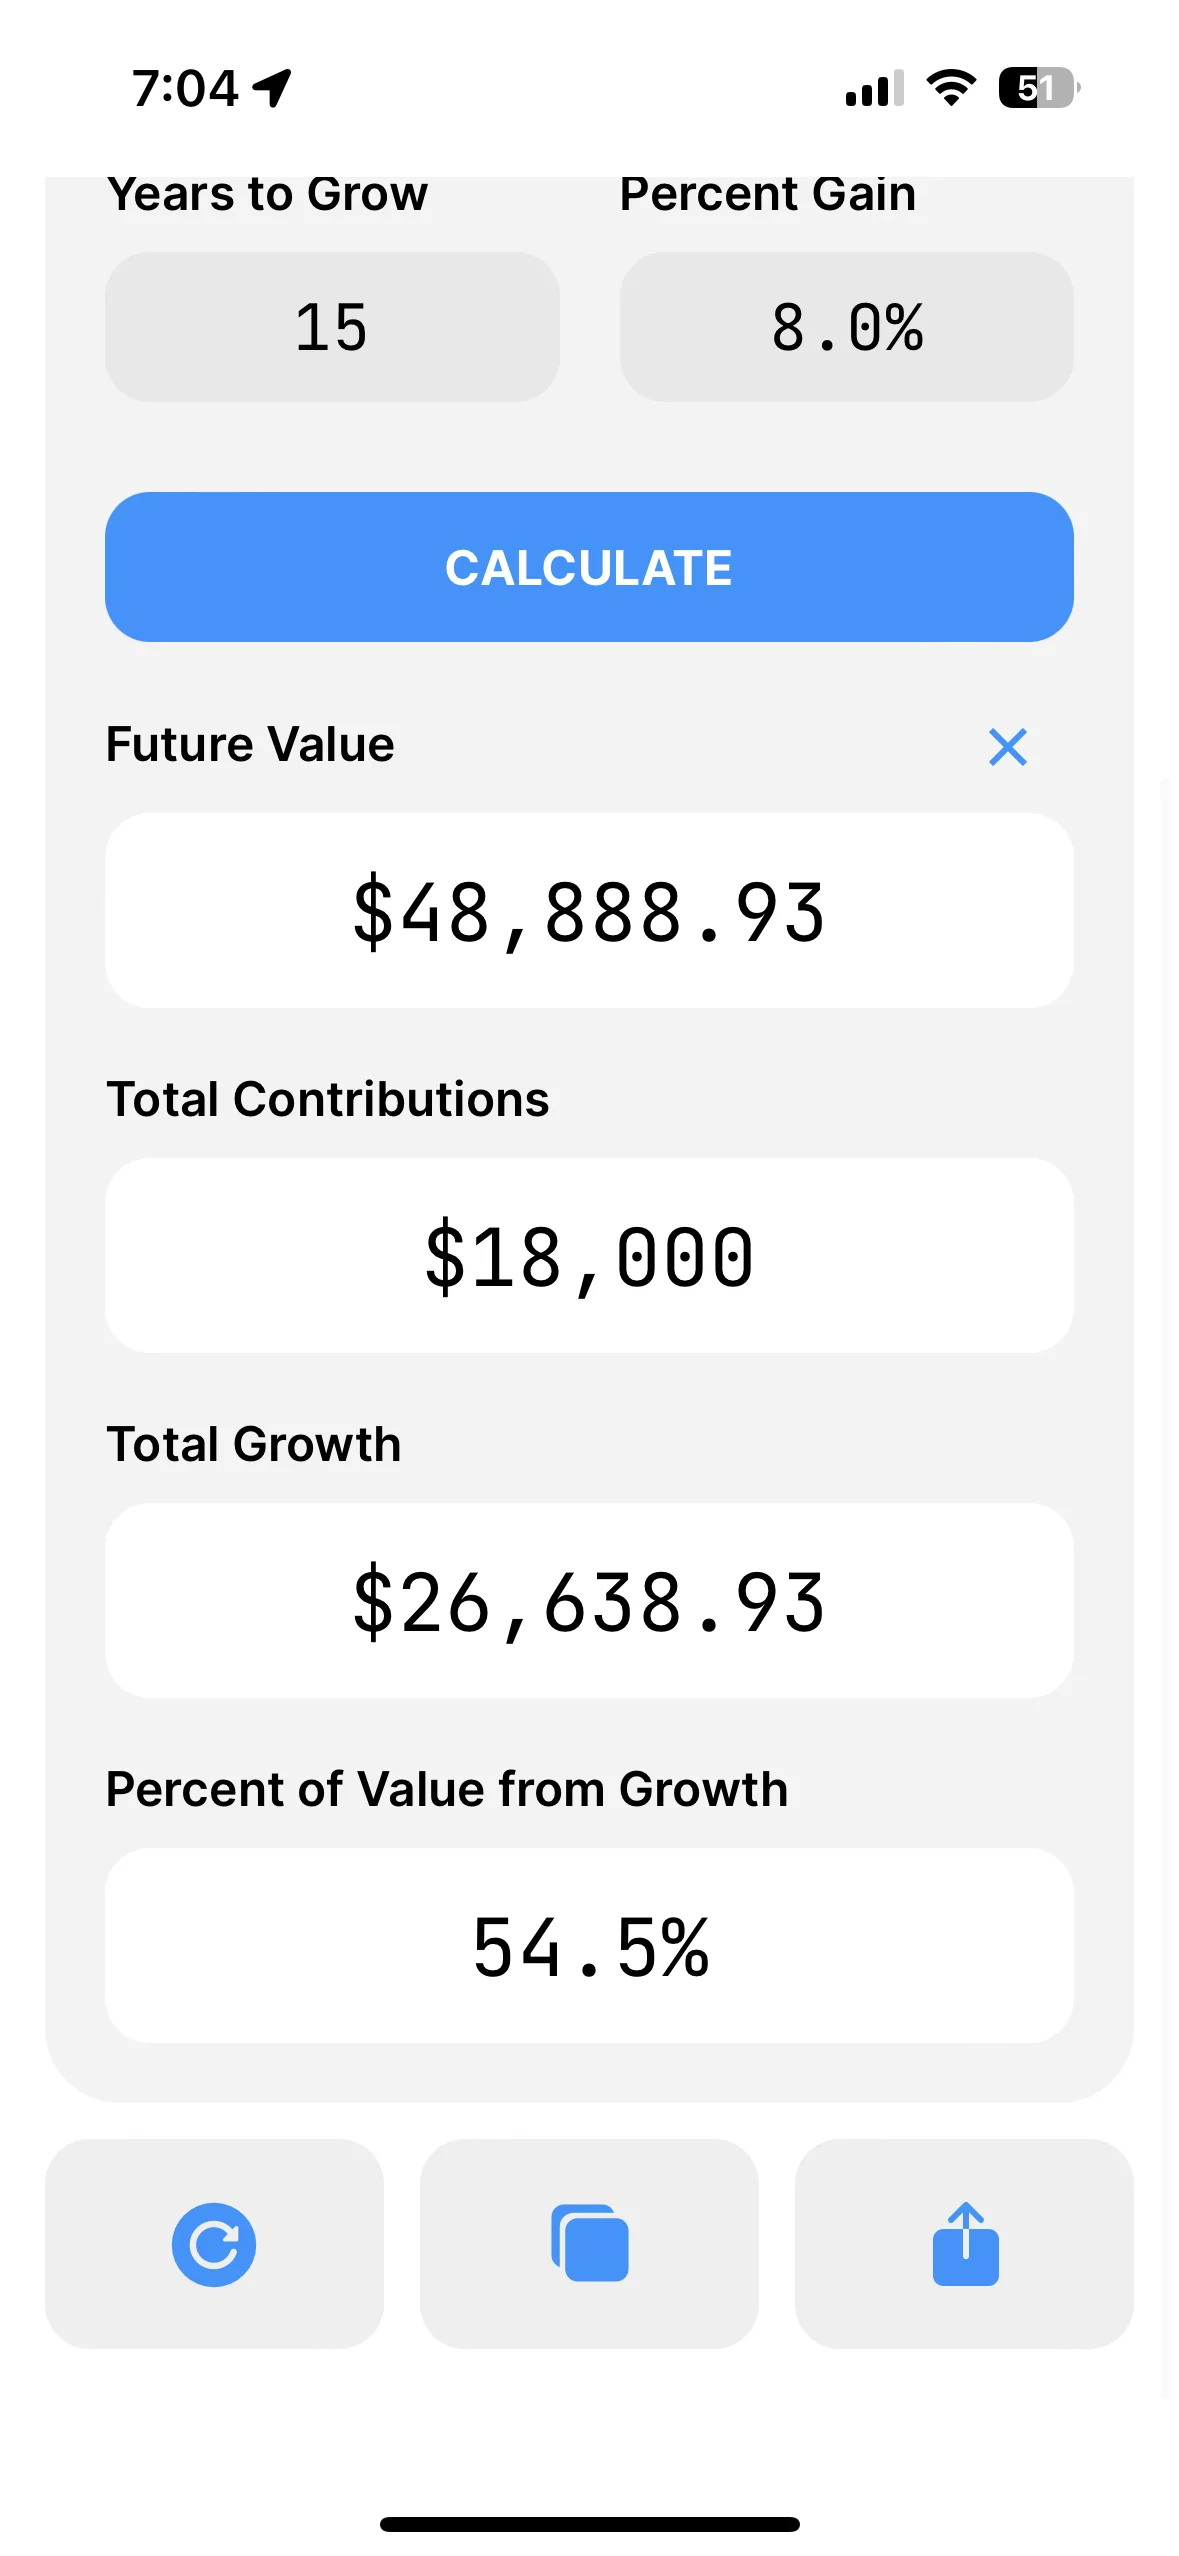 7:04
51
Years to Grow
Percent Gain
15
8.0%
CALCULATE
Future Value
$48,888.93
Total Contributions
$18,000
Total Growth
$26,638.93
Percent of Value from Growth
54.5%